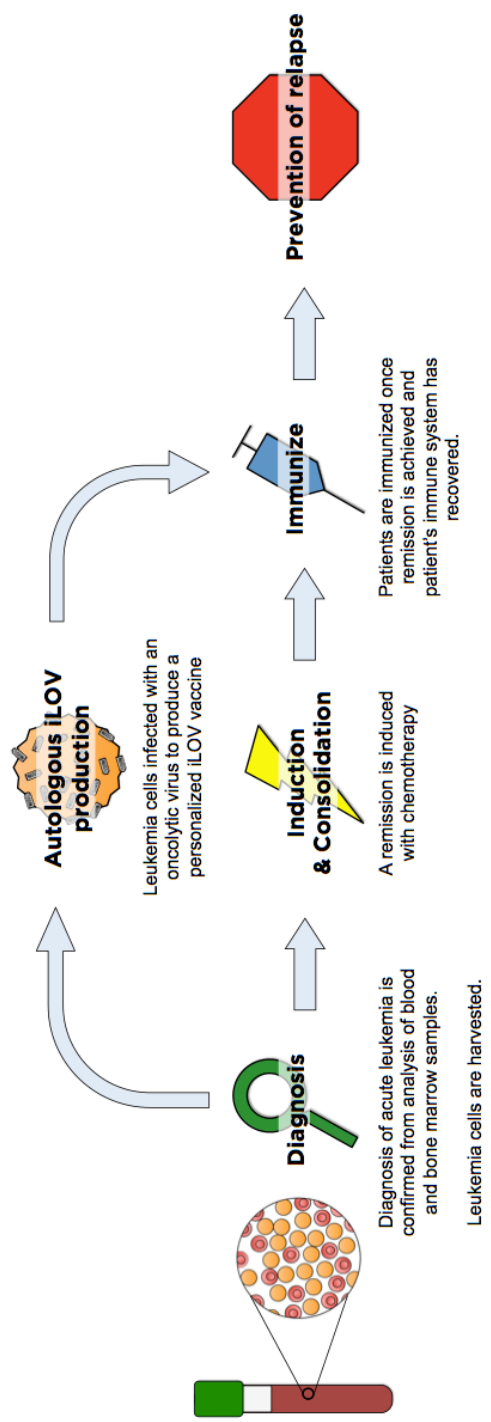 Autologous iLOV
production
Leukemia cells infected with an
oncolytic virus to produce a
personalized iLOV vaccine
Diagnosis
Diagnosis of acute leukemia is
confirmed from analysis of blood
and bone marrow samples.
Leukemia cells are harvested.
Induction
& Consolidation
A remission is induced
with chemotherapy
Immunize
Patients are immunized once
remission is achieved and
patient's immune system has
recovered.
Prevention of relapse